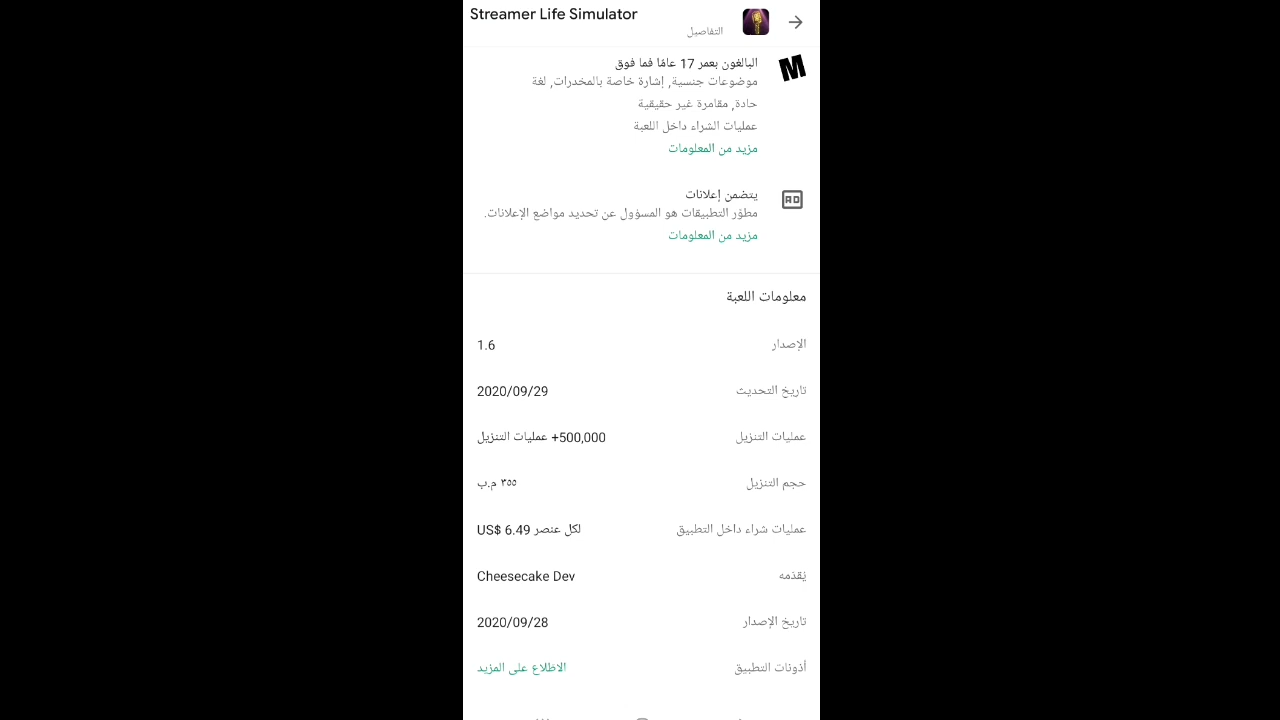 Streamer Life Simulator
التفاصيل
M
البالغون بعمر 17 عامًا فما فوق
موضوعات جنسية, إشارة خاصة بالمخدرات, لغة
حادة, مقامرة غير حقيقية
عمليات الشراء داخل اللعبة
مزيد من المعلومات
AD
يتضمن إعلانات
مطوّر التطبيقات هو المسؤول عن تحديد مواضع الإعلانات.
مزيد من المعلومات
معلومات اللعبة
الإصدار 1.6
تاريخ التحديث 2020/09/29
عمليات التنزيل 500,000+ عمليات التنزيل
حجم التنزيل ٣٥٥ م.ب
عمليات شراء داخل التطبيق US$ 6.49 لكل عنصر
يُقدّمه Cheesecake Dev
تاريخ الإصدار 2020/09/28
أذونات التطبيق الاطّلاع على المزيد